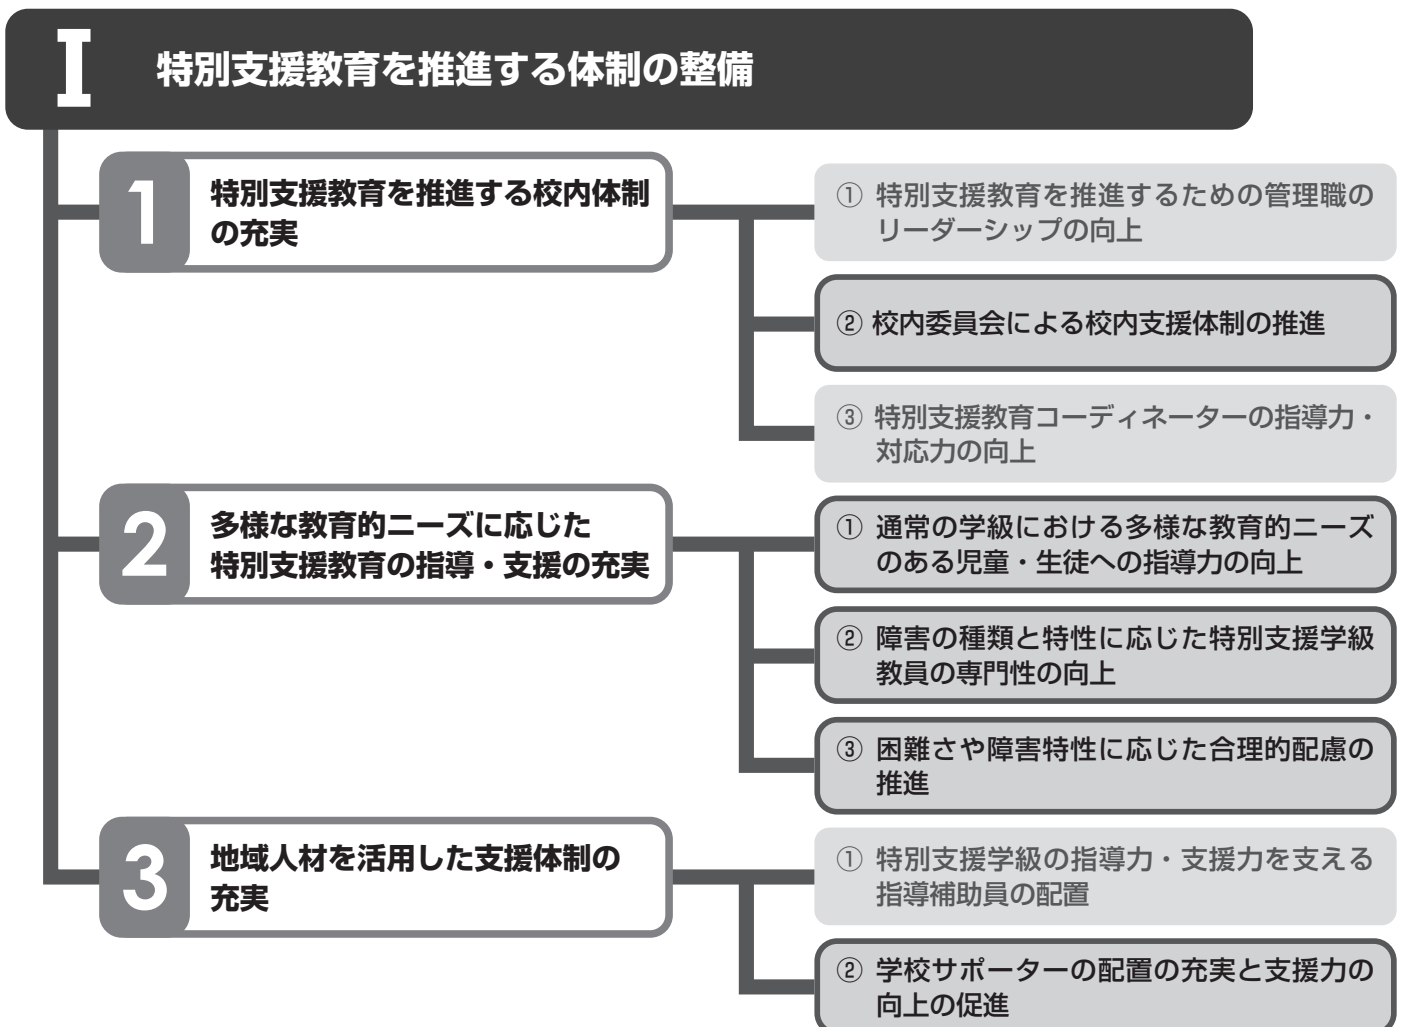 I 特別支援教育を推進する体制の整備
1 特別支援教育を推進する校内体制
の充実
① 特別支援教育を推進するための管理職の
リーダーシップの向上
② 校内委員会による校内支援体制の推進
③ 特別支援教育コーディネーターの指導力・
対応力の向上
2 多様な教育的ニーズに応じた
特別支援教育の指導・支援の充実
① 通常の学級における多様な教育的ニーズ
のある児童・生徒への指導力の向上
② 障害の種類と特性に応じた特別支援学級
教員の専門性の向上
③ 困難さや障害特性に応じた合理的配慮の
推進
3 地域人材を活用した支援体制の
充実
① 特別支援学級の指導力・支援力を支える
指導補助員の配置
② 学校サポーターの配置の充実と支援力の
向上の促進